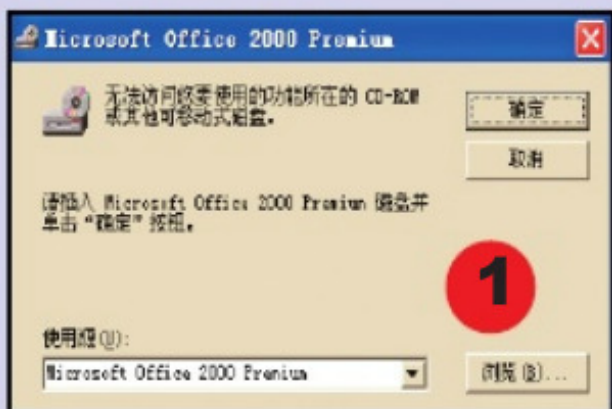 Microsoft Office 2000 Premium
无法访问您要使用的功能所在的 CD-ROM
或其他可移动式磁盘。
确定
取消
请插入 Microsoft Office 2000 Premium 磁盘并
单击“确定”按钮。
1
使用源(U):
Microsoft Office 2000 Premium
浏览(B)...